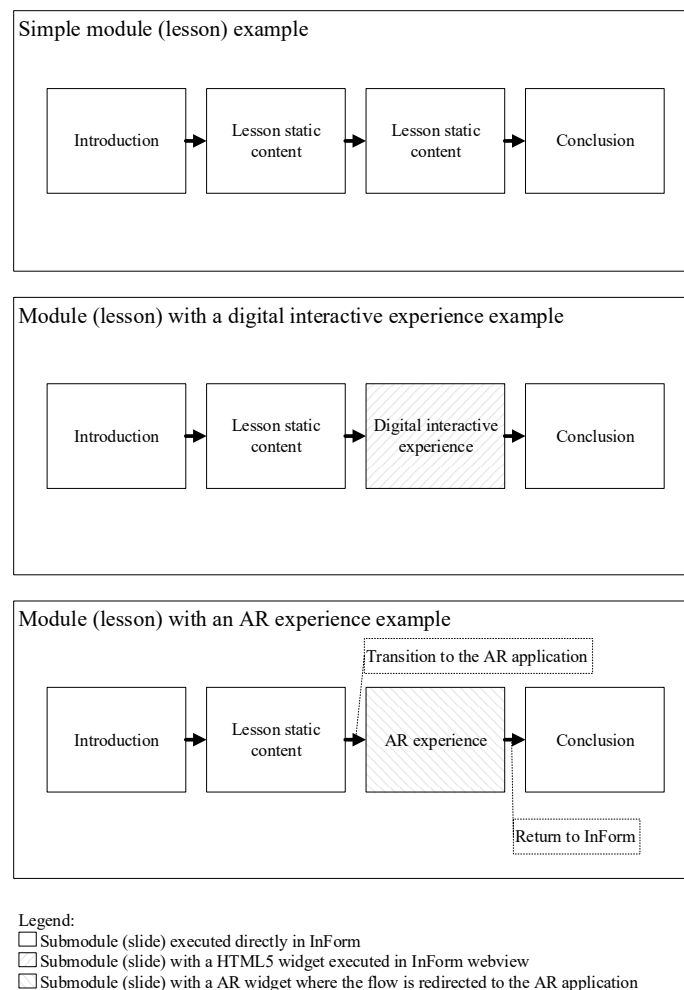 Simple module (lesson) example
Introduction
Lesson static
content
Lesson static
content
Conclusion
Module (lesson) with a digital interactive experience example
Introduction
Lesson static
content
Digital interactive
experience
Conclusion
Module (lesson) with an AR experience example
Transition to the AR application
Introduction
Lesson static
content
AR experience
Conclusion
Return to InForm
Legend:
Submodule (slide) executed directly in InForm
Submodule (slide) with a HTML5 widget executed in InForm webview
Submodule (slide) with a AR widget where the flow is redirected to the AR application